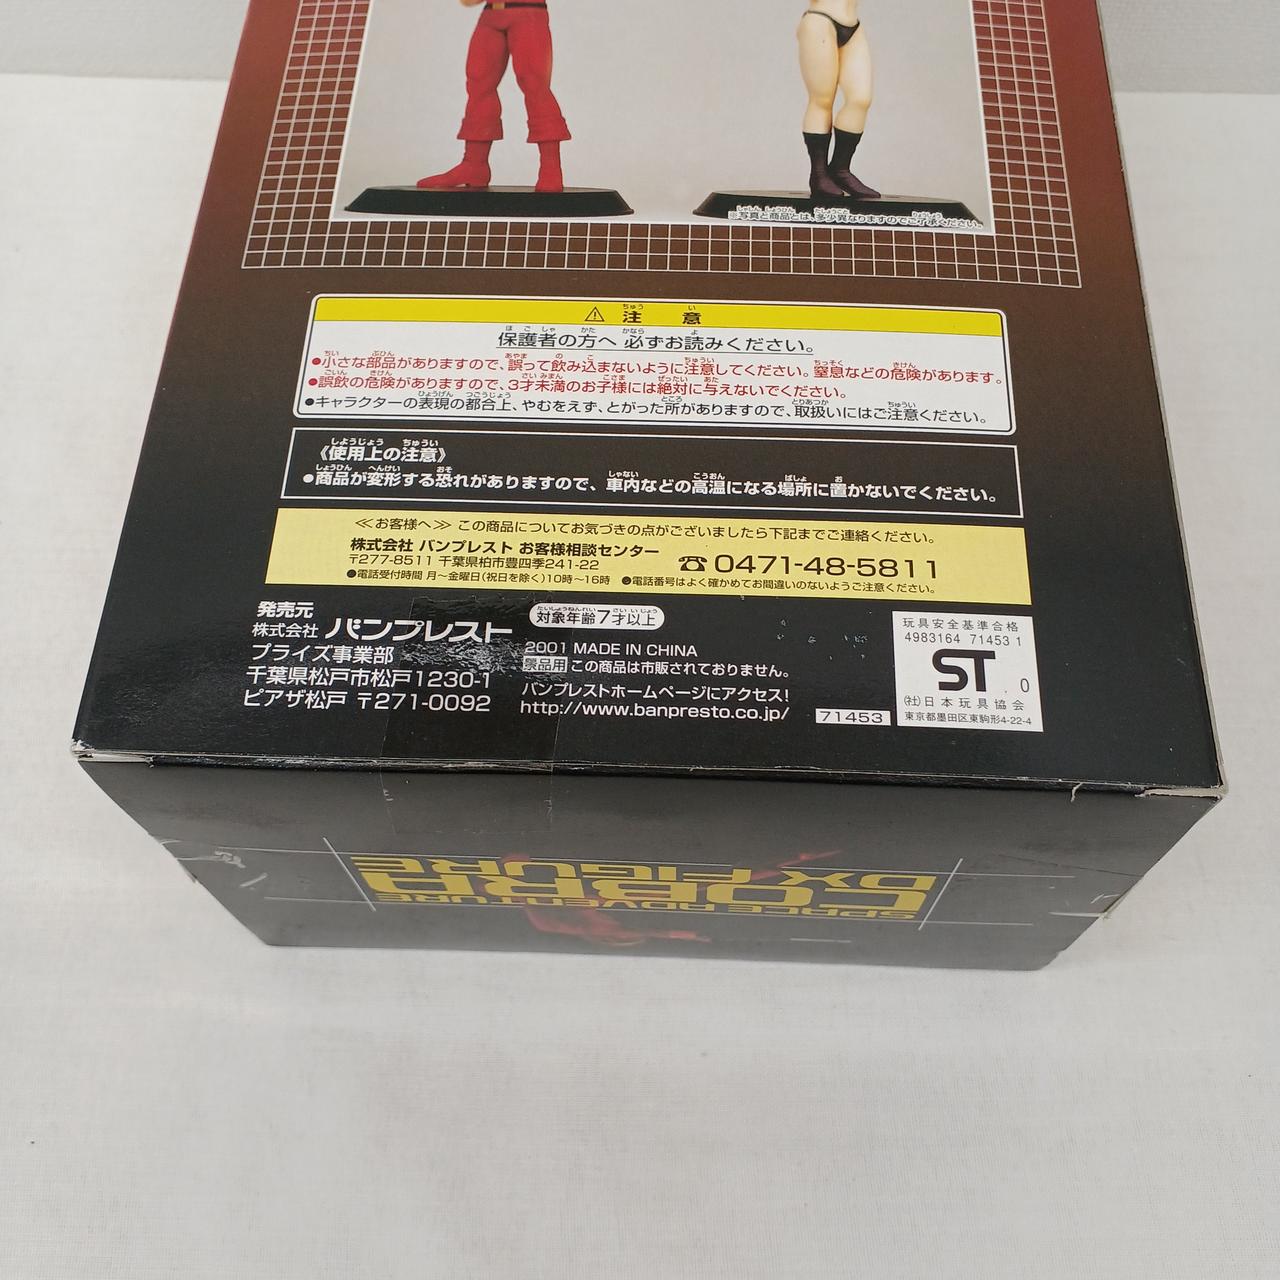 ※写真と商品とは、多少異なりますのでご了承ください。
⚠注意
保護者の方へ 必ずお読みください。
●小さな部品がありますので、誤って飲み込まないように注意してください。窒息などの危険があります。
●誤飲の危険がありますので、3才未満のお子様には絶対に与えないでください。
●キャラクターの表現の都合上、やむをえず、とがった所がありますので、取扱いにはご注意ください。
《使用上の注意》
●商品が変形する恐れがありますので、車内などの高温になる場所に置かないでください。
≪お客様へ≫ この商品についてお気づきの点がございましたら下記までご連絡ください。
株式会社 バンプレスト お客様相談センター
〒277-8511 千葉県柏市豊四季241-22
☎0471-48-5811
●電話受付時間 月～金曜日(祝日を除く)10時～16時 ●電話番号はよく確かめてお間違いのないようご注意ください。
発売元
株式会社 バンプレスト
プライズ事業部
千葉県松戸市松戸1230-1
ピアザ松戸 〒271-0092
対象年齢7才以上
2001 MADE IN CHINA
景品用 この商品は市販されておりません。
バンプレストホームページにアクセス!
http://www.banpresto.co.jp/
71453
玩具安全基準合格
4983164 71453 1
ST
.0
(社)日本玩具協会
東京都墨田区東駒形4-22-4
SPACE ADVENTURE
COBRA
DX FIGURE